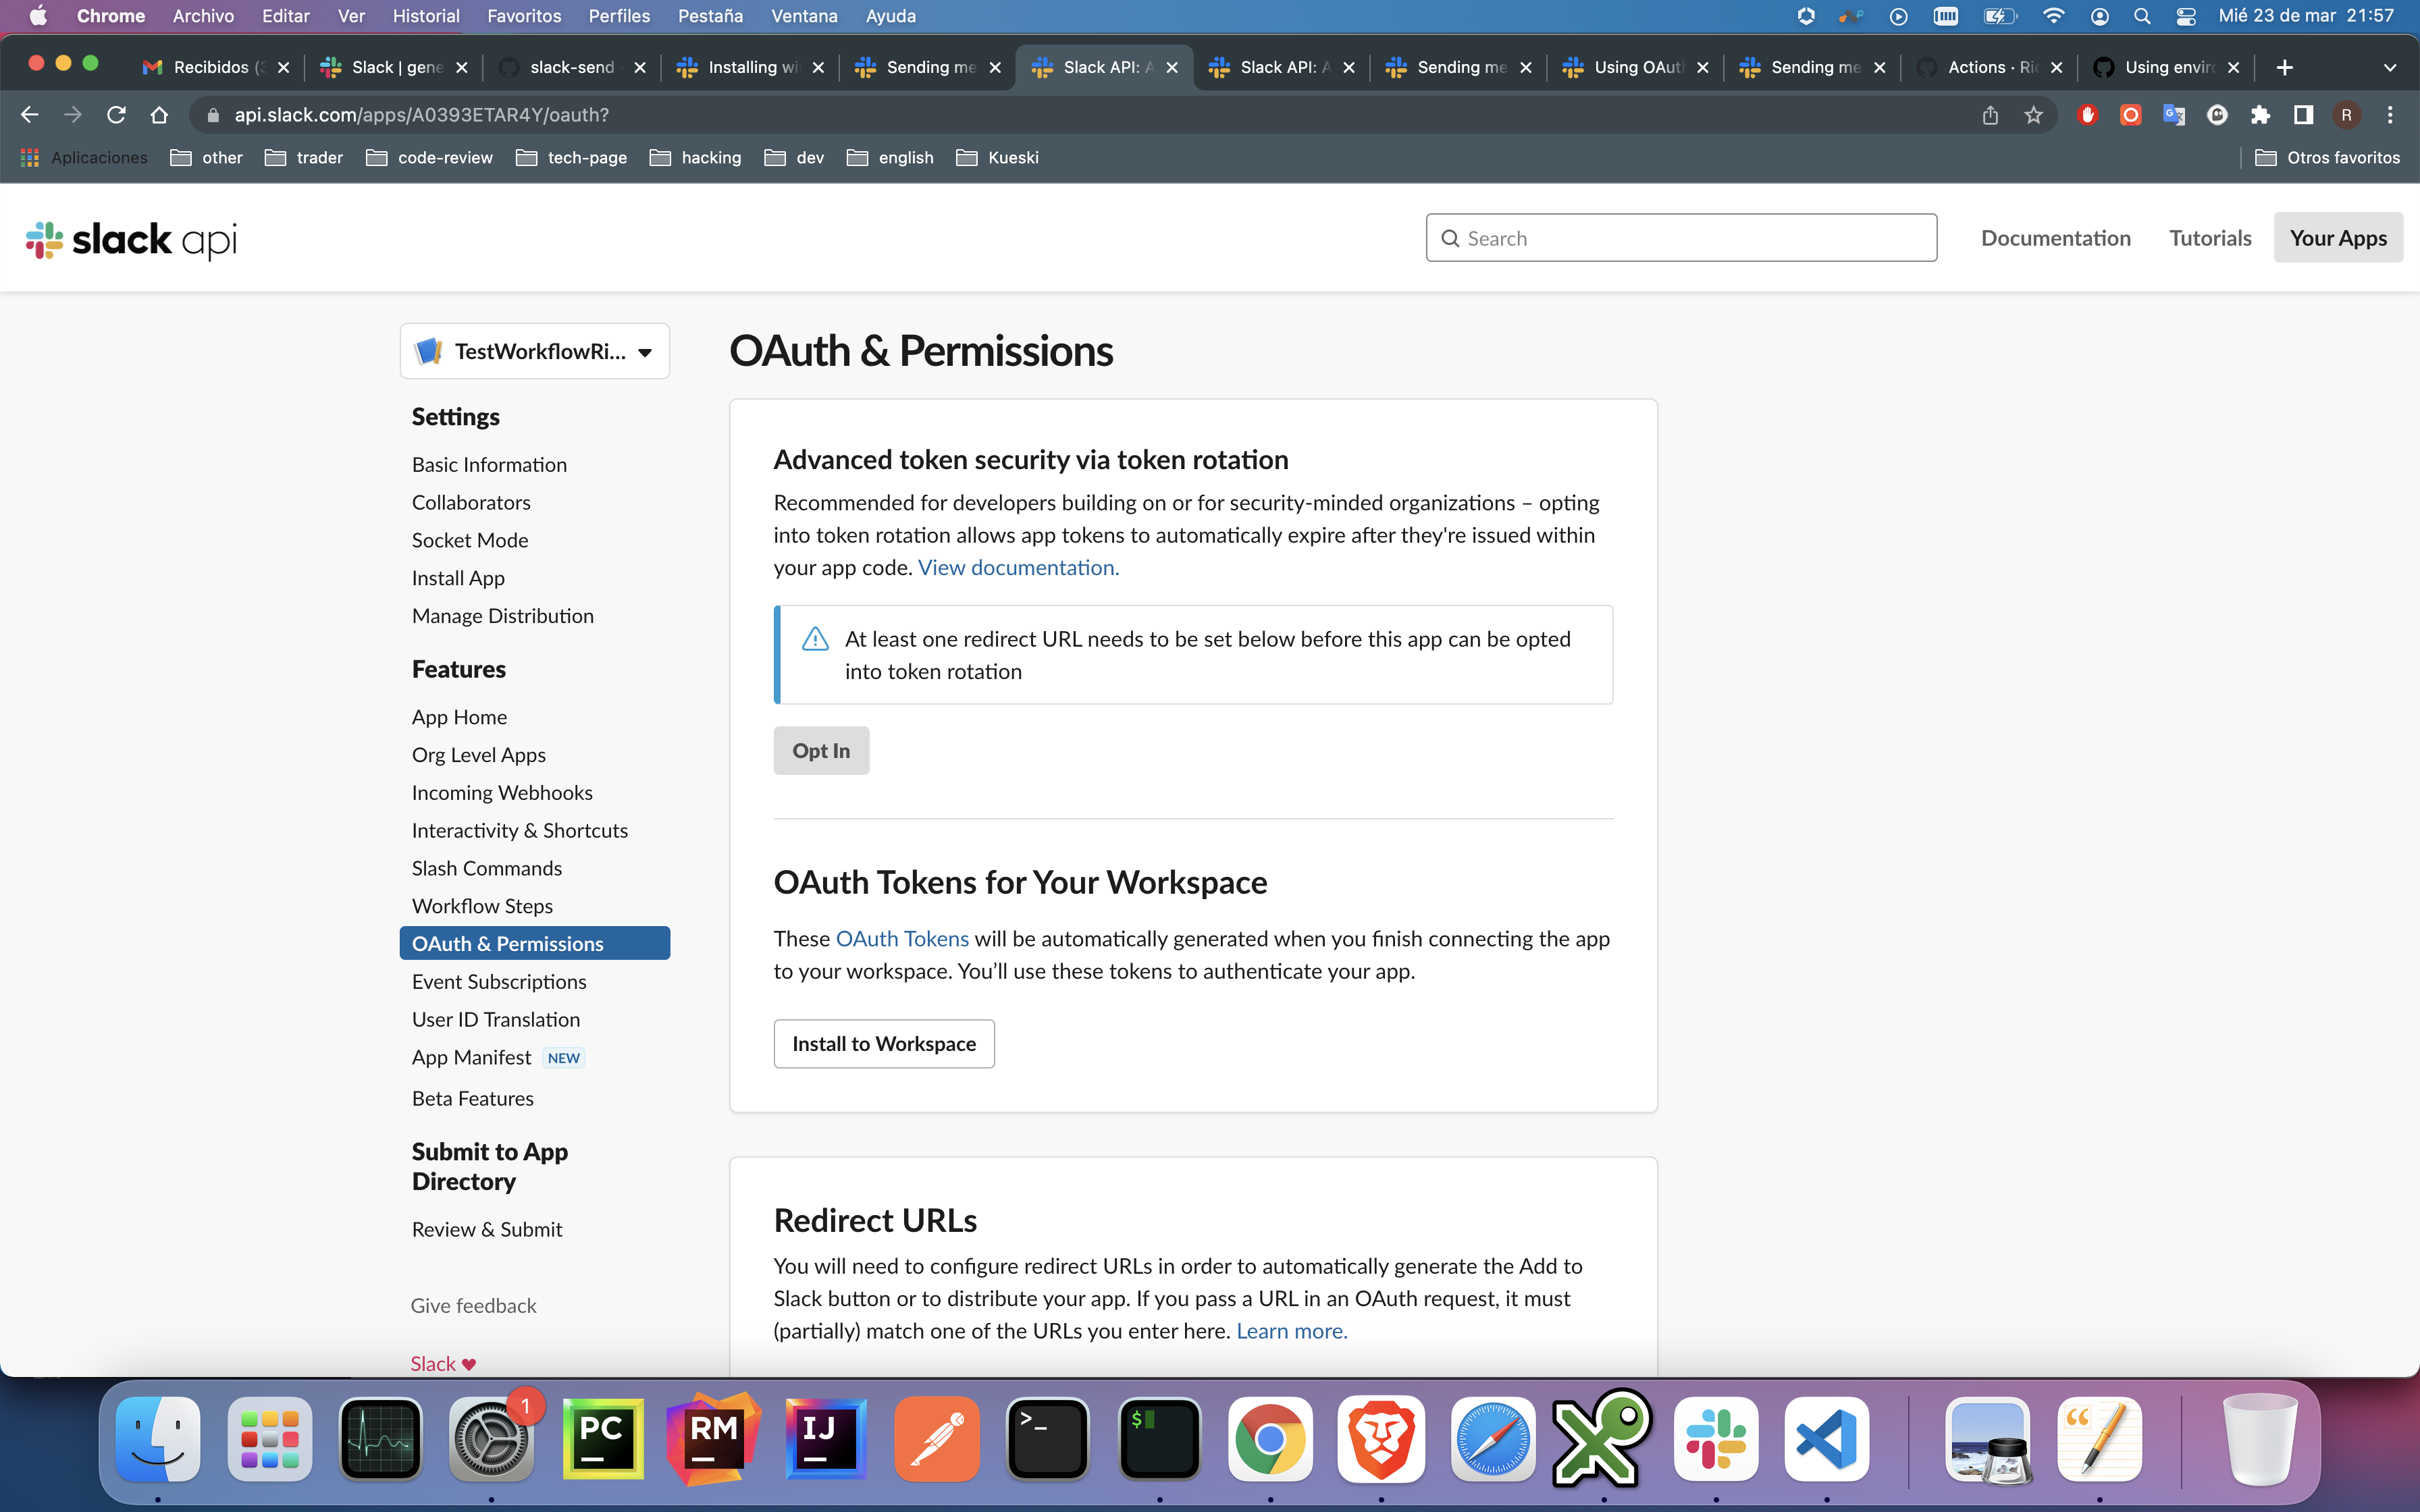 Chrome Archivo Editar Ver Historial Favoritos Perfiles Pestaña Ventana Ayuda Mié 23 de mar 21:57
Recibidos (3 Slack | gene slack-send Installing wi Sending me Slack API: A Slack API: A Sending me Using OAut Sending me Actions · Ric Using enviro
api.slack.com/apps/A0393ETAR4Y/oauth? R
Aplicaciones other trader code-review tech-page hacking dev english Kueski Otros favoritos
slack api Search Documentation Tutorials Your Apps
TestWorkflowRi...
Settings
Basic Information
Collaborators
Socket Mode
Install App
Manage Distribution
Features
App Home
Org Level Apps
Incoming Webhooks
Interactivity & Shortcuts
Slash Commands
Workflow Steps
OAuth & Permissions
Event Subscriptions
User ID Translation
App Manifest NEW
Beta Features
Submit to App
Directory
Review & Submit
Give feedback
Slack ♥
OAuth & Permissions
Advanced token security via token rotation
Recommended for developers building on or for security-minded organizations – opting
into token rotation allows app tokens to automatically expire after they're issued within
your app code. View documentation.
At least one redirect URL needs to be set below before this app can be opted
into token rotation
Opt In
OAuth Tokens for Your Workspace
These OAuth Tokens will be automatically generated when you finish connecting the app
to your workspace. You’ll use these tokens to authenticate your app.
Install to Workspace
Redirect URLs
You will need to configure redirect URLs in order to automatically generate the Add to
Slack button or to distribute your app. If you pass a URL in an OAuth request, it must
(partially) match one of the URLs you enter here. Learn more.
1
PC RM IJ >_ $